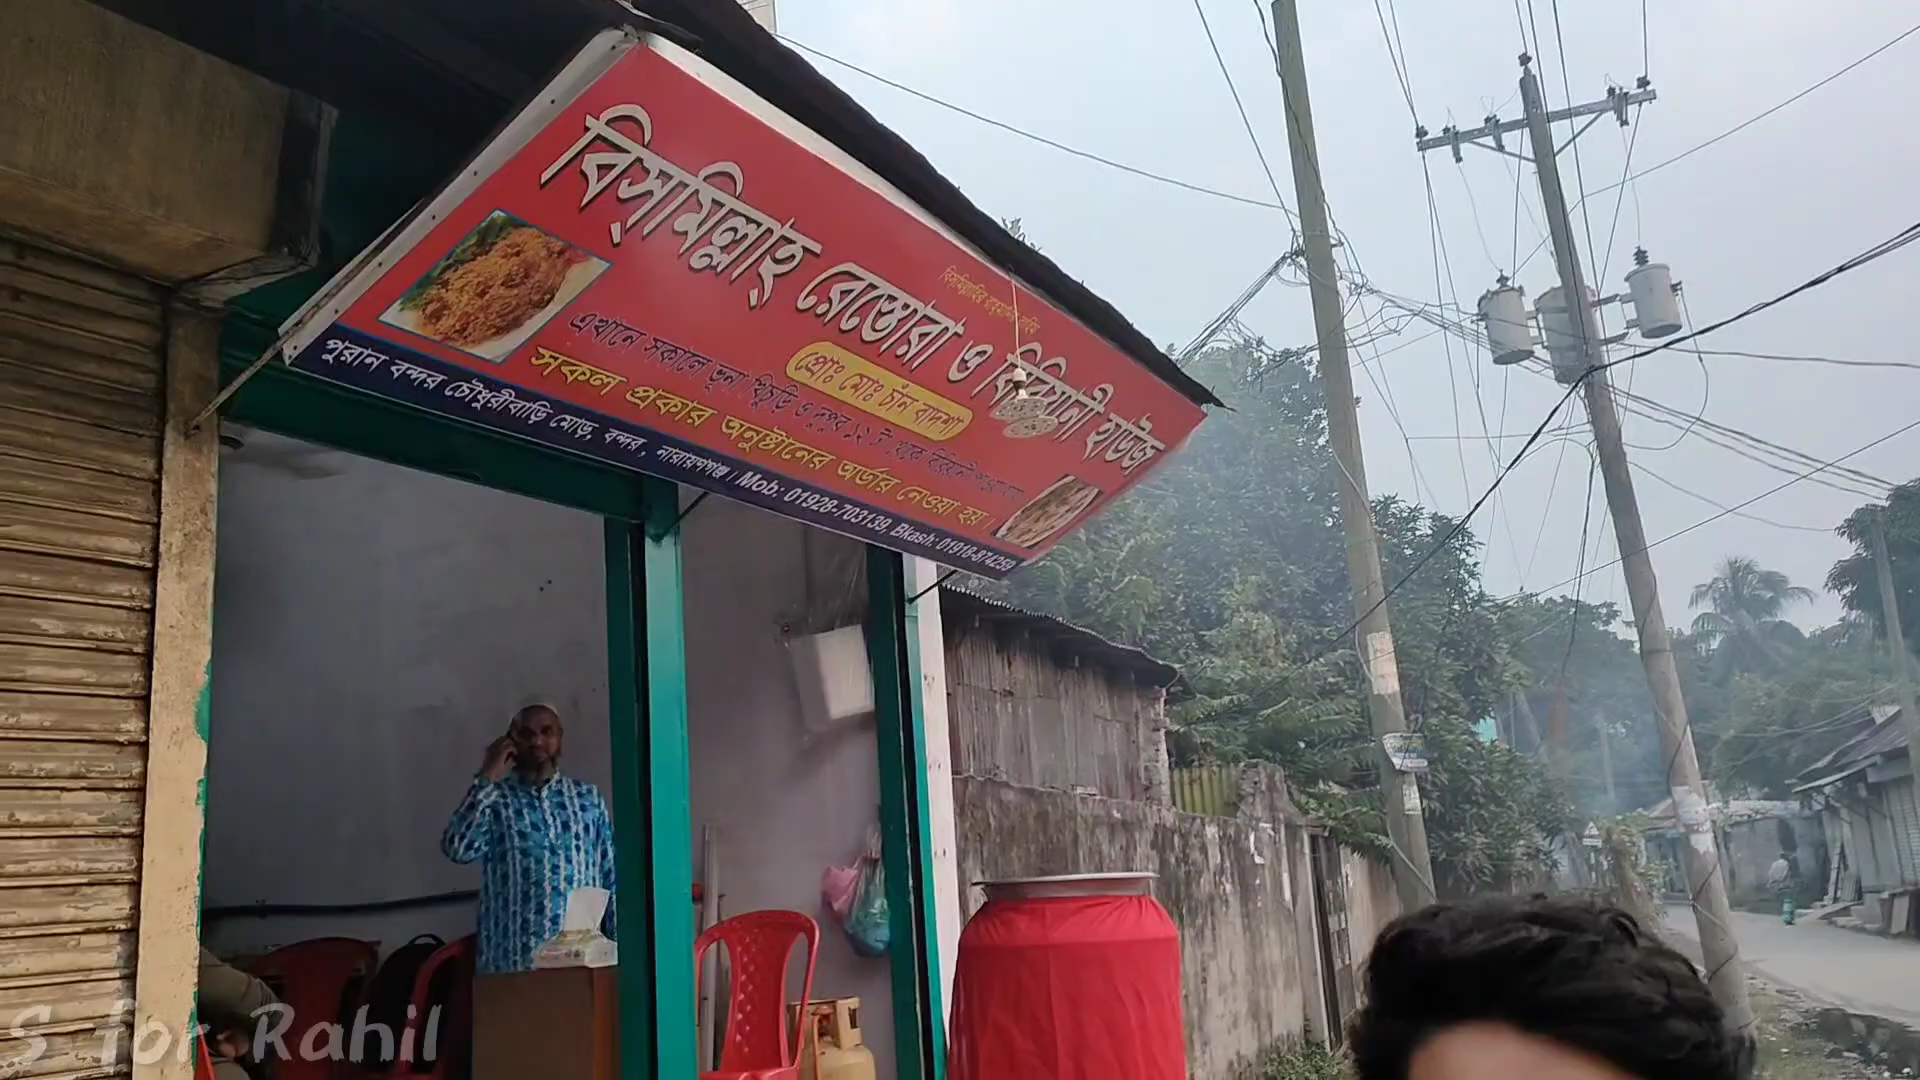 বিস্মিল্লাহ্ রেস্তোরা ও বিরিয়ানী হাউজ
প্রোঃ মোঃ চাঁন বাদশা
এখানে সকালে ভূনা খিচুড়ি ও দুপুর ১২ টা থেকে বিরিয়ানী পাওয়া যায়
সকল প্রকার অনুষ্টানের অর্ডার নেওয়া হয়।
পুরান বন্দর চৌধুরীবাড়ি মোড়, বন্দর, নারায়ণগঞ্জ। Mob: 01928-703139, Bkash: 01918-874259
S for Rahil